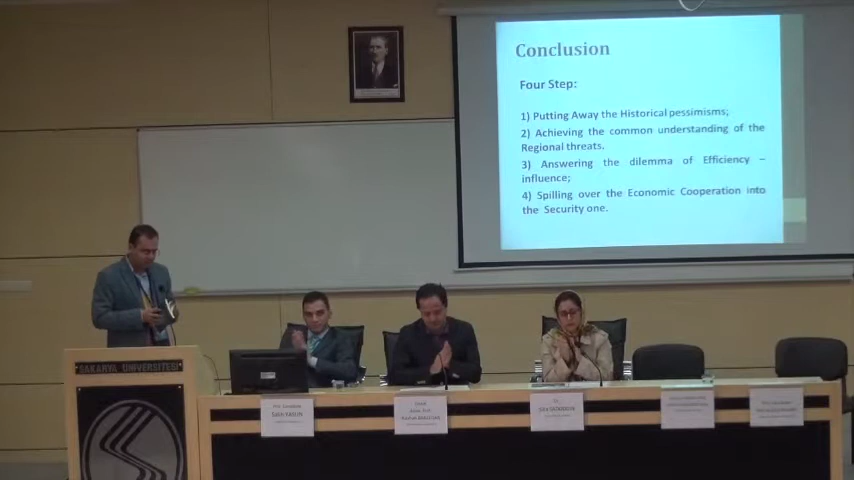 Conclusion
Four Step:
1) Putting Away the Historical pessimisms;
2) Achieving the common understanding of the
Regional threats.
3) Answering the dilemma of Efficiency –
influence;
4) Spilling over the Economic Cooperation into
the Security one.
SAKARYA ÜNİVERSİTESİ